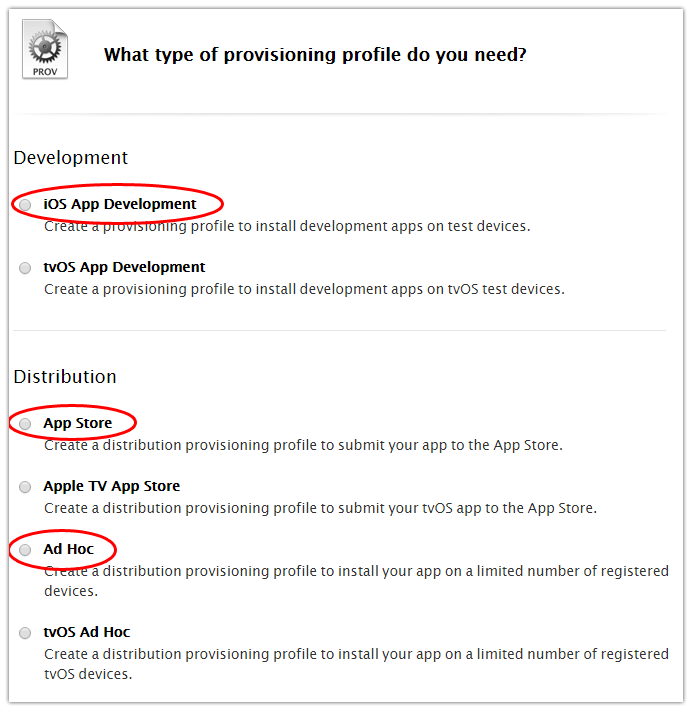 PROV
What type of provisioning profile do you need?
Development
iOS App Development
Create a provisioning profile to install development apps on test devices.
tvOS App Development
Create a provisioning profile to install development apps on tvOS test devices.
Distribution
App Store
Create a distribution provisioning profile to submit your app to the App Store.
Apple TV App Store
Create a distribution provisioning profile to submit your tvOS app to the App Store.
Ad Hoc
Create a distribution provisioning profile to install your app on a limited number of registered
devices.
tvOS Ad Hoc
Create a distribution provisioning profile to install your app on a limited number of registered
tvOS devices.